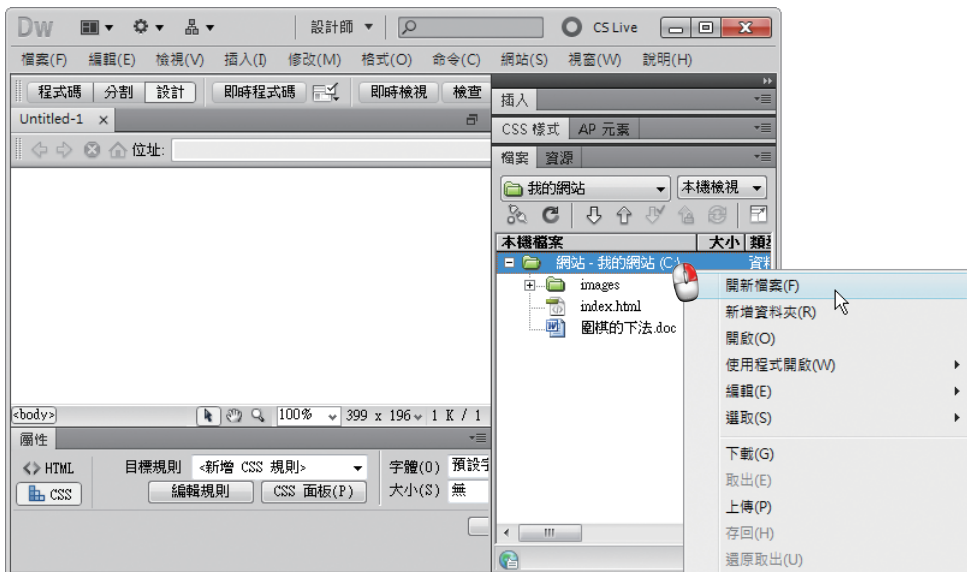 Dw 設計師 CS Live
檔案(F) 編輯(E) 檢視(V) 插入(I) 修改(M) 格式(O) 命令(C) 網站(S) 視窗(W) 說明(H)
程式碼 分割 設計 即時程式碼 即時檢視 檢查
插入
Untitled-1
CSS 樣式 AP 元素
位址:
檔案 資源
我的網站 本機檢視
本機檔案 大小
網站 - 我的網站 (C:\
images
index.html
圍棋的下法.doc
開新檔案(F)
新增資料夾(R)
開啟(O)
使用程式開啟(W)
編輯(E)
選取(S)
下載(G)
取出(E)
上傳(P)
存回(H)
還原取出(U)
<body> 100% 399 x 196 1 K / 1
屬性
<> HTML 目標規則 <新增 CSS 規則> 字體(O)
CSS 編輯規則 CSS 面板(P) 大小(S) 無